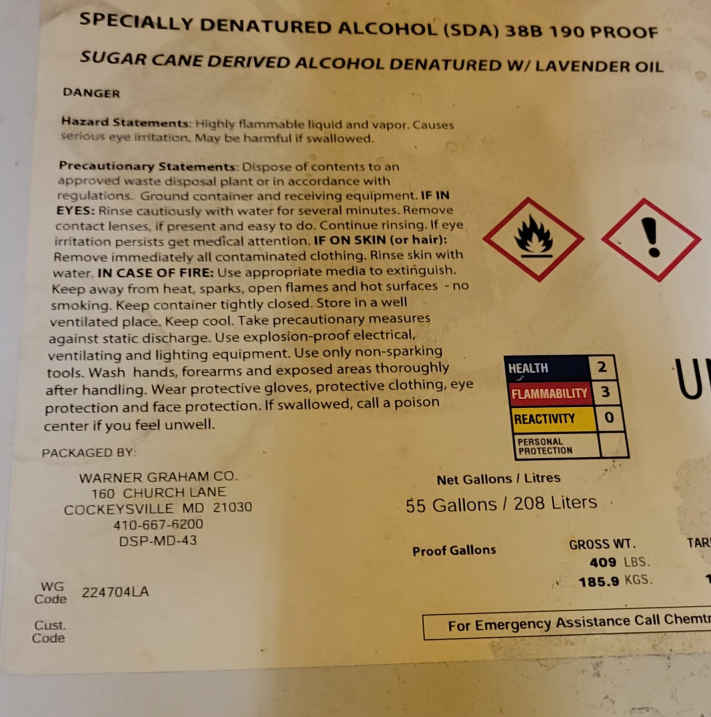 SPECIALLY DENATURED ALCOHOL (SDA) 38B 190 PROOF
SUGAR CANE DERIVED ALCOHOL DENATURED W/ LAVENDER OIL
DANGER
Hazard Statements: Highly flammable liquid and vapor. Causes
serious eye irritation. May be harmful if swallowed.
Precautionary Statements: Dispose of contents to an
approved waste disposal plant or in accordance with
regulations. Ground container and receiving equipment. IF IN
EYES: Rinse cautiously with water for several minutes. Remove
contact lenses, if present and easy to do. Continue rinsing. If eye
irritation persists get medical attention. IF ON SKIN (or hair):
Remove immediately all contaminated clothing. Rinse skin with
water. IN CASE OF FIRE: Use appropriate media to extinguish.
Keep away from heat, sparks, open flames and hot surfaces - no
smoking. Keep container tightly closed. Store in a well
ventilated place. Keep cool. Take precautionary measures
against static discharge. Use explosion-proof electrical,
ventilating and lighting equipment. Use only non-sparking
tools. Wash hands, forearms and exposed areas thoroughly
after handling. Wear protective gloves, protective clothing, eye
protection and face protection. If swallowed, call a poison
center if you feel unwell.
HEALTH 2
FLAMMABILITY 3
REACTIVITY 0
PERSONAL
PROTECTION
PACKAGED BY:
WARNER GRAHAM CO.
160 CHURCH LANE
COCKEYSVILLE MD 21030
410-667-6200
DSP-MD-43
Net Gallons / Litres
55 Gallons / 208 Liters
Proof Gallons
GROSS WT.
409 LBS.
185.9 KGS.
WG
Code 224704LA
Cust.
Code
For Emergency Assistance Call